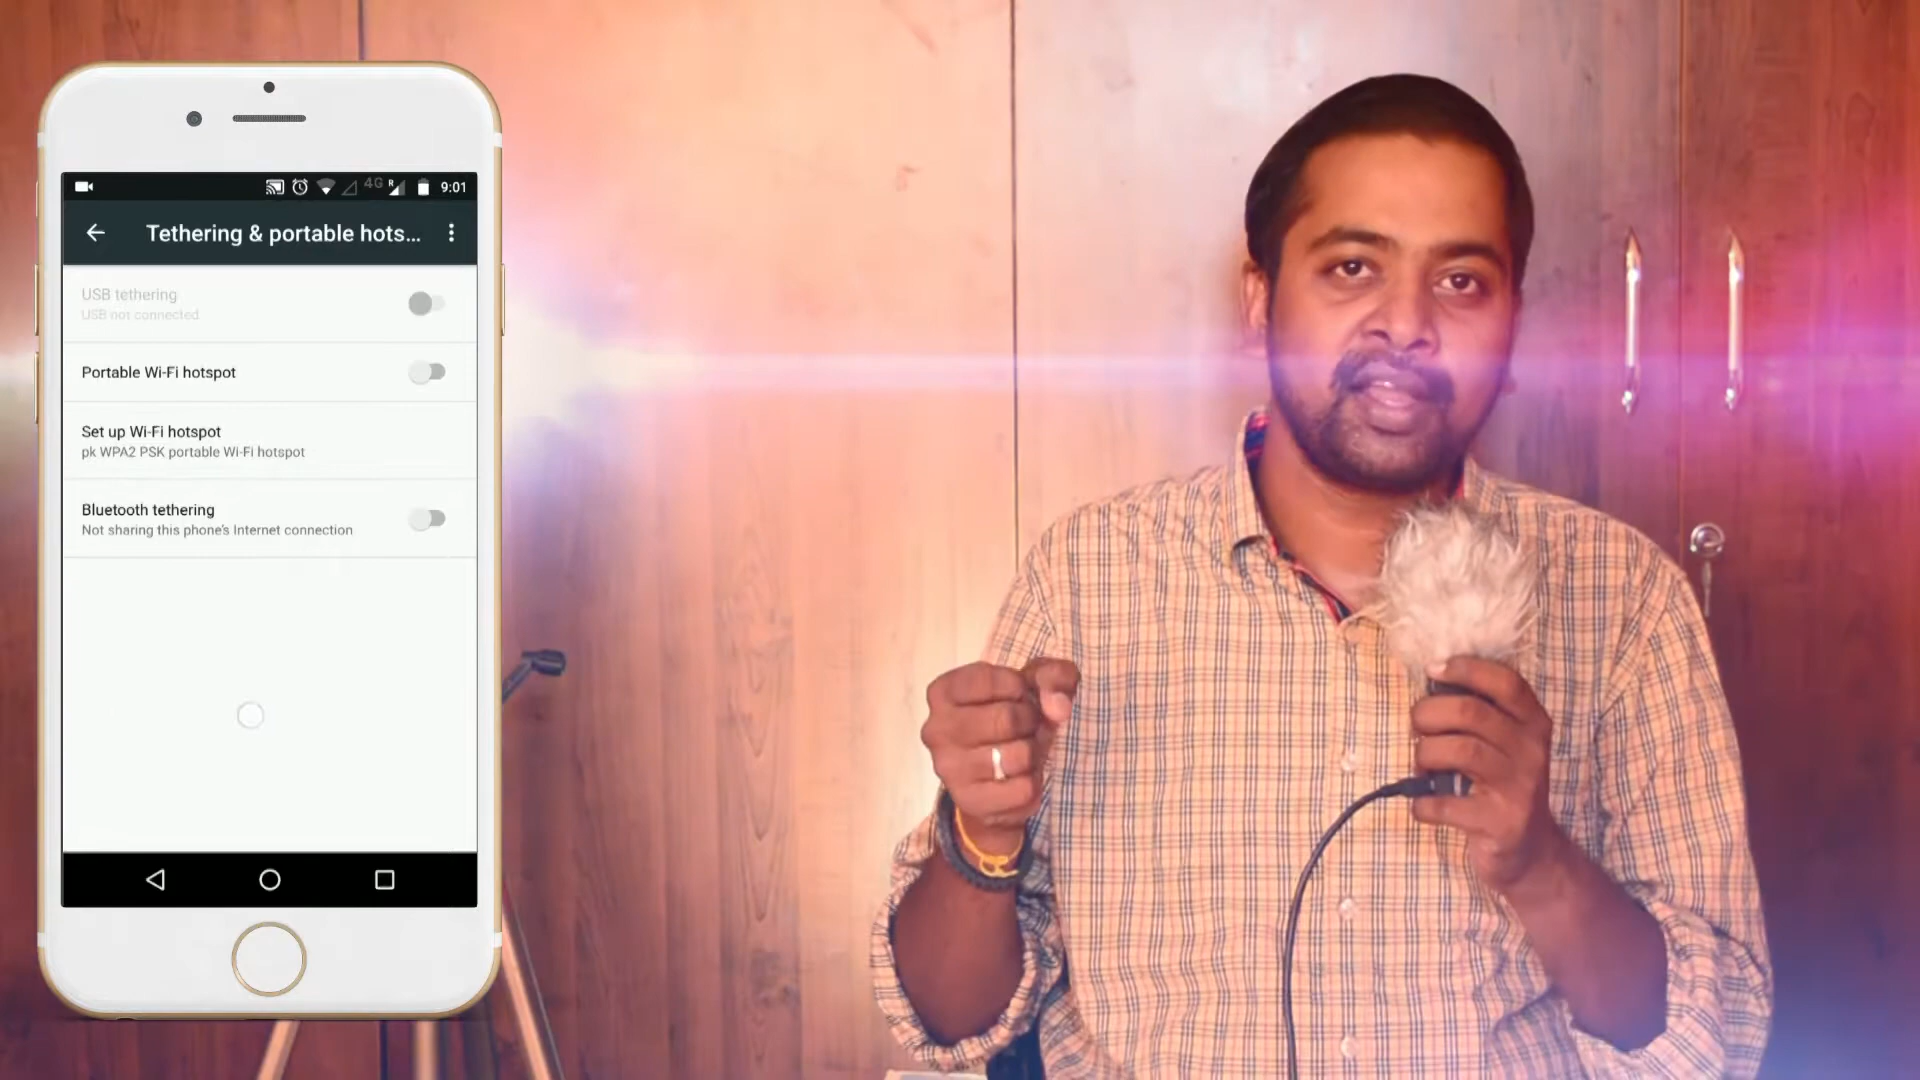 4G R 9:01
Tethering & portable hots...
USB tethering
USB not connected
Portable Wi-Fi hotspot
Set up Wi-Fi hotspot
pk WPA2 PSK portable Wi-Fi hotspot
Bluetooth tethering
Not sharing this phone's Internet connection